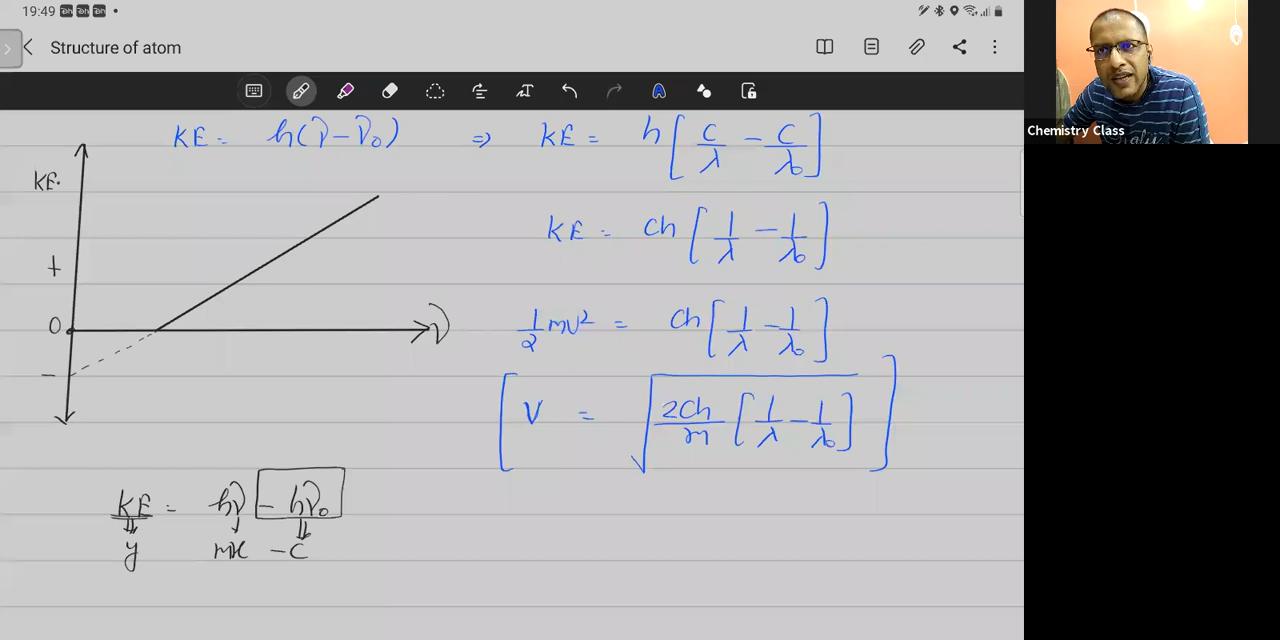 19:49
Structure of atom
Chemistry Class
KE = h(ν - ν₀) ⇒ KE = h[c/λ - c/λ₀]
KE = ch[1/λ - 1/λ₀]
1/2 mv² = ch[1/λ - 1/λ₀]
[V = √(2ch/m [1/λ - 1/λ₀])]
KE.
+
0
-
ν
KE = hν - hν₀
y mx -c